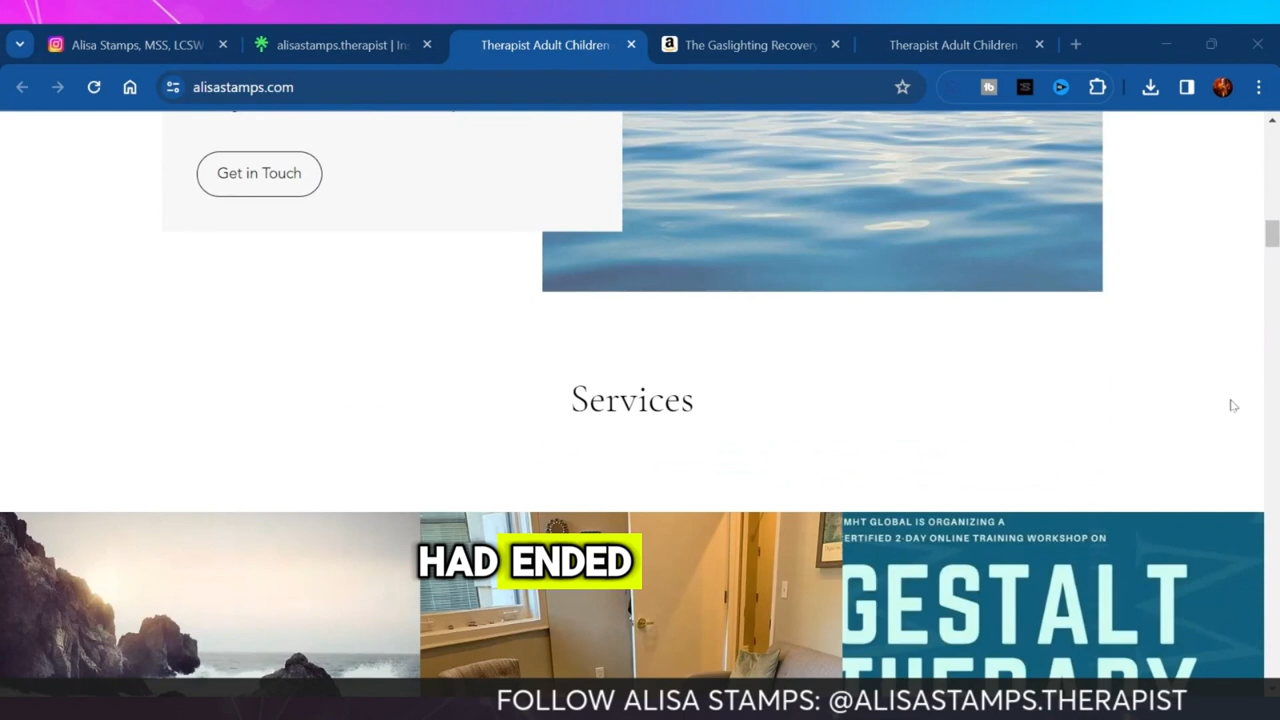 Alisa Stamps, MSS, LCSW
alisastamps.therapist | In
Therapist Adult Children
The Gaslighting Recovery
Therapist Adult Children
alisastamps.com
Get in Touch
Services
MHT GLOBAL IS ORGANIZING A
CERTIFIED 2-DAY ONLINE TRAINING WORKSHOP ON
GESTALT
THERAPY
HAD ENDED
FOLLOW ALISA STAMPS: @ALISASTAMPS.THERAPIST